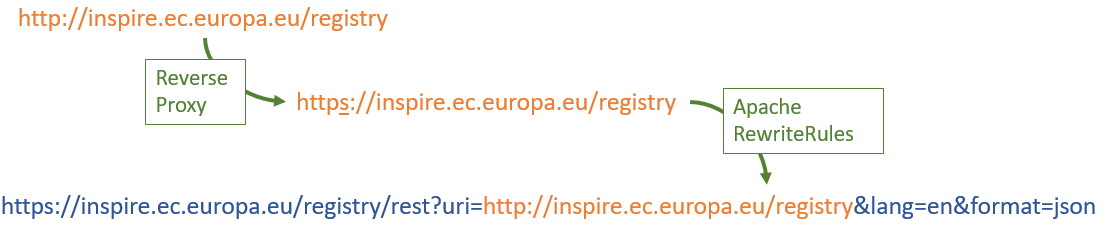 http://inspire.ec.europa.eu/registry
Reverse
Proxy
https://inspire.ec.europa.eu/registry
Apache
RewriteRules
https://inspire.ec.europa.eu/registry/rest?uri=http://inspire.ec.europa.eu/registry&lang=en&format=json